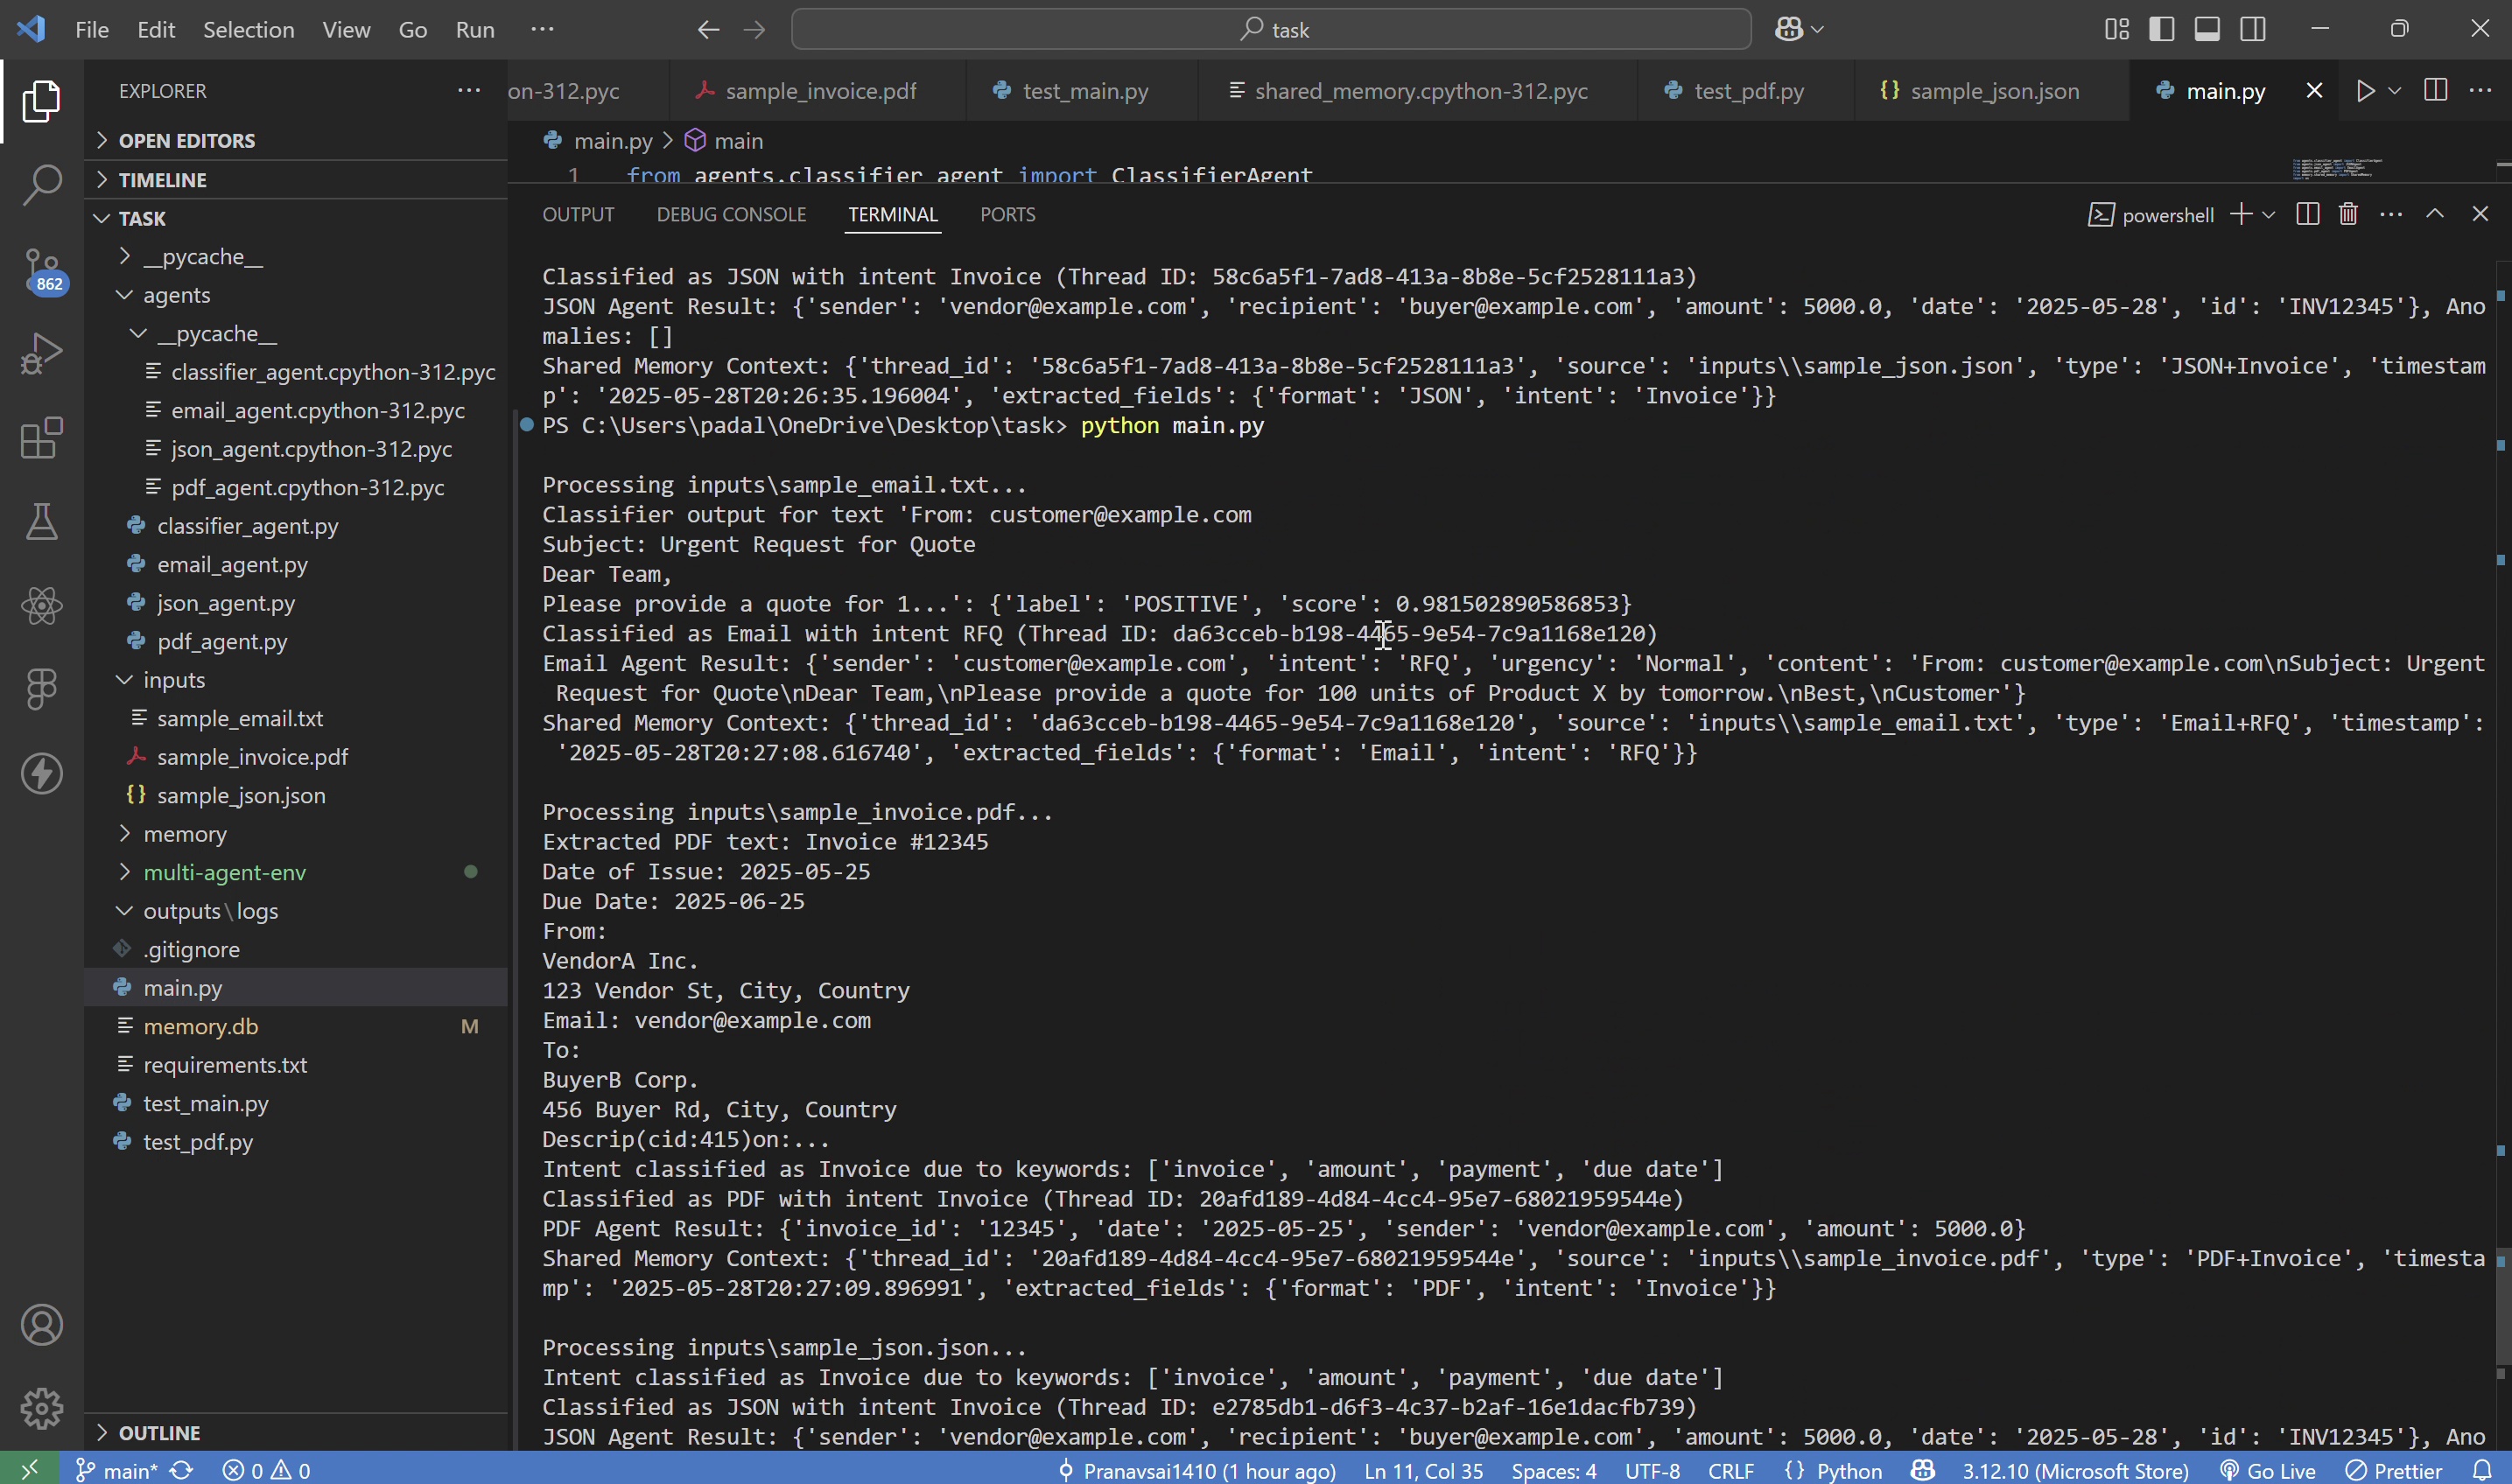 File Edit Selection View Go Run ···
task
EXPLORER
on-312.pyc sample_invoice.pdf test_main.py shared_memory.cpython-312.pyc test_pdf.py sample_json.json main.py
OPEN EDITORS
main.py > main
TIMELINE
1 from agents.classifier_agent import ClassifierAgent
TASK
OUTPUT DEBUG CONSOLE TERMINAL PORTS
powershell
__pycache__
agents
__pycache__
classifier_agent.cpython-312.pyc
email_agent.cpython-312.pyc
json_agent.cpython-312.pyc
pdf_agent.cpython-312.pyc
classifier_agent.py
email_agent.py
json_agent.py
pdf_agent.py
inputs
sample_email.txt
sample_invoice.pdf
sample_json.json
memory
multi-agent-env
outputs\logs
.gitignore
main.py
memory.db M
requirements.txt
test_main.py
test_pdf.py
OUTLINE
862
Classified as JSON with intent Invoice (Thread ID: 58c6a5f1-7ad8-413a-8b8e-5cf2528111a3)
JSON Agent Result: {'sender': 'vendor@example.com', 'recipient': 'buyer@example.com', 'amount': 5000.0, 'date': '2025-05-28', 'id': 'INV12345'}, Ano
malies: []
Shared Memory Context: {'thread_id': '58c6a5f1-7ad8-413a-8b8e-5cf2528111a3', 'source': 'inputs\\sample_json.json', 'type': 'JSON+Invoice', 'timestam
p': '2025-05-28T20:26:35.196004', 'extracted_fields': {'format': 'JSON', 'intent': 'Invoice'}}
PS C:\Users\padal\OneDrive\Desktop\task> python main.py
Processing inputs\sample_email.txt...
Classifier output for text 'From: customer@example.com
Subject: Urgent Request for Quote
Dear Team,
Please provide a quote for 1...': {'label': 'POSITIVE', 'score': 0.981502890586853}
Classified as Email with intent RFQ (Thread ID: da63cceb-b198-4465-9e54-7c9a1168e120)
Email Agent Result: {'sender': 'customer@example.com', 'intent': 'RFQ', 'urgency': 'Normal', 'content': 'From: customer@example.com\nSubject: Urgent
Request for Quote\nDear Team,\nPlease provide a quote for 100 units of Product X by tomorrow.\nBest,\nCustomer'}
Shared Memory Context: {'thread_id': 'da63cceb-b198-4465-9e54-7c9a1168e120', 'source': 'inputs\\sample_email.txt', 'type': 'Email+RFQ', 'timestamp':
'2025-05-28T20:27:08.616740', 'extracted_fields': {'format': 'Email', 'intent': 'RFQ'}}
Processing inputs\sample_invoice.pdf...
Extracted PDF text: Invoice #12345
Date of Issue: 2025-05-25
Due Date: 2025-06-25
From:
VendorA Inc.
123 Vendor St, City, Country
Email: vendor@example.com
To:
BuyerB Corp.
456 Buyer Rd, City, Country
Descrip(cid:415)on:...
Intent classified as Invoice due to keywords: ['invoice', 'amount', 'payment', 'due date']
Classified as PDF with intent Invoice (Thread ID: 20afd189-4d84-4cc4-95e7-68021959544e)
PDF Agent Result: {'invoice_id': '12345', 'date': '2025-05-25', 'sender': 'vendor@example.com', 'amount': 5000.0}
Shared Memory Context: {'thread_id': '20afd189-4d84-4cc4-95e7-68021959544e', 'source': 'inputs\\sample_invoice.pdf', 'type': 'PDF+Invoice', 'timesta
mp': '2025-05-28T20:27:09.896991', 'extracted_fields': {'format': 'PDF', 'intent': 'Invoice'}}
Processing inputs\sample_json.json...
Intent classified as Invoice due to keywords: ['invoice', 'amount', 'payment', 'due date']
Classified as JSON with intent Invoice (Thread ID: e2785db1-d6f3-4c37-b2af-16e1dacfb739)
JSON Agent Result: {'sender': 'vendor@example.com', 'recipient': 'buyer@example.com', 'amount': 5000.0, 'date': '2025-05-28', 'id': 'INV12345'}, Ano
main* 0 0 Pranavsai1410 (1 hour ago) Ln 11, Col 35 Spaces: 4 UTF-8 CRLF {} Python 3.12.10 (Microsoft Store) Go Live Prettier